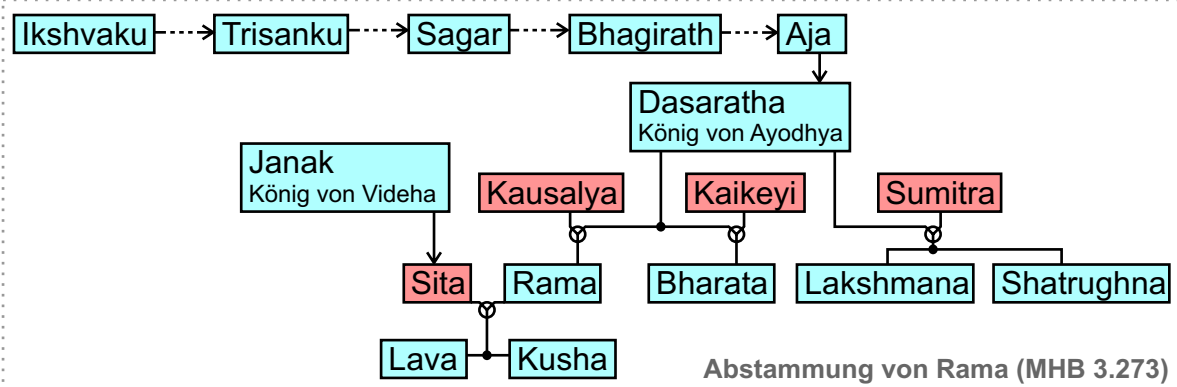 Ikshvaku
Trisanku
Sagar
Bhagirath
Aja
Dasaratha
König von Ayodhya
Janak
König von Videha
Kausalya
Kaikeyi
Sumitra
Sita
Rama
Bharata
Lakshmana
Shatrughna
Lava
Kusha
Abstammung von Rama (MHB 3.273)